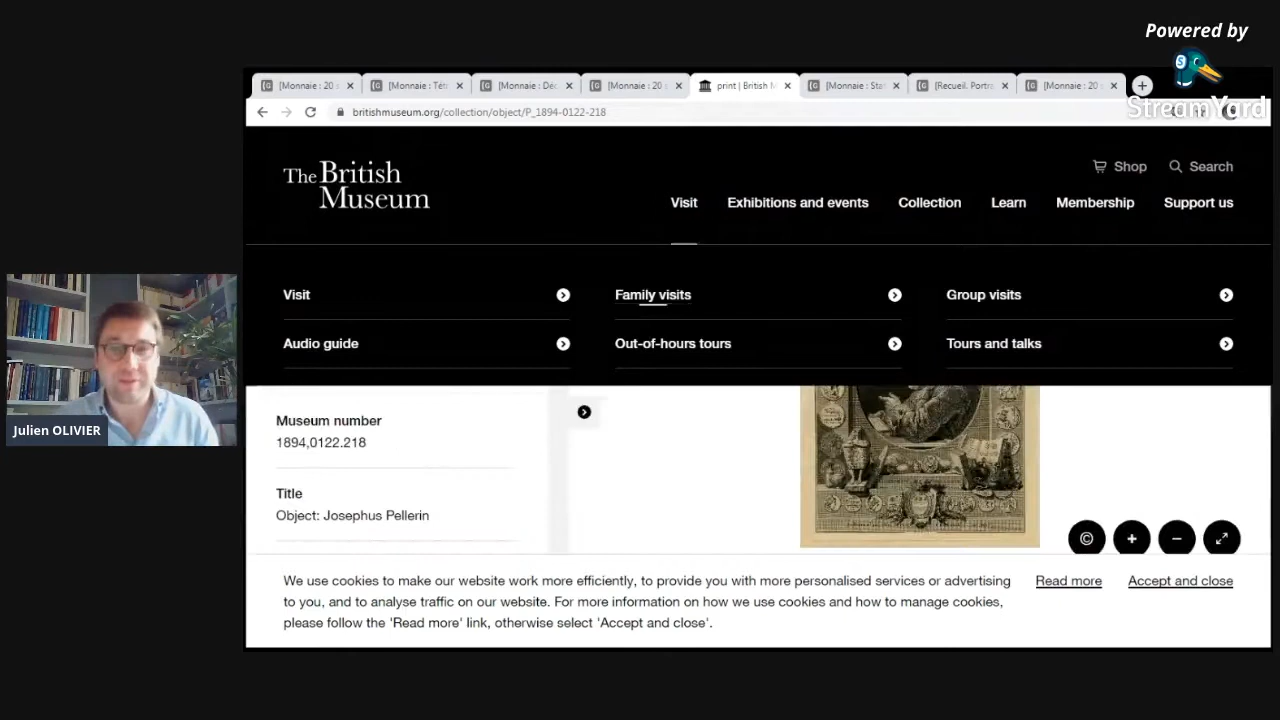 Powered by
StreamYard
[Monnaie : 20
[Monnaie : Tét
[Monnaie : Déc
[Monnaie : 20
print | British M
[Monnaie : Sta
[Recueil. Portra
[Monnaie : 20
britishmuseum.org/collection/object/P_1894-0122-218
The British
Museum
Shop
Search
Visit
Exhibitions and events
Collection
Learn
Membership
Support us
Visit
Family visits
Group visits
Audio guide
Out-of-hours tours
Tours and talks
Julien OLIVIER
Museum number
1894,0122.218
Title
Object: Josephus Pellerin
We use cookies to make our website work more efficiently, to provide you with more personalised services or advertising
to you, and to analyse traffic on our website. For more information on how we use cookies and how to manage cookies,
please follow the 'Read more' link, otherwise select 'Accept and close'.
Read more
Accept and close